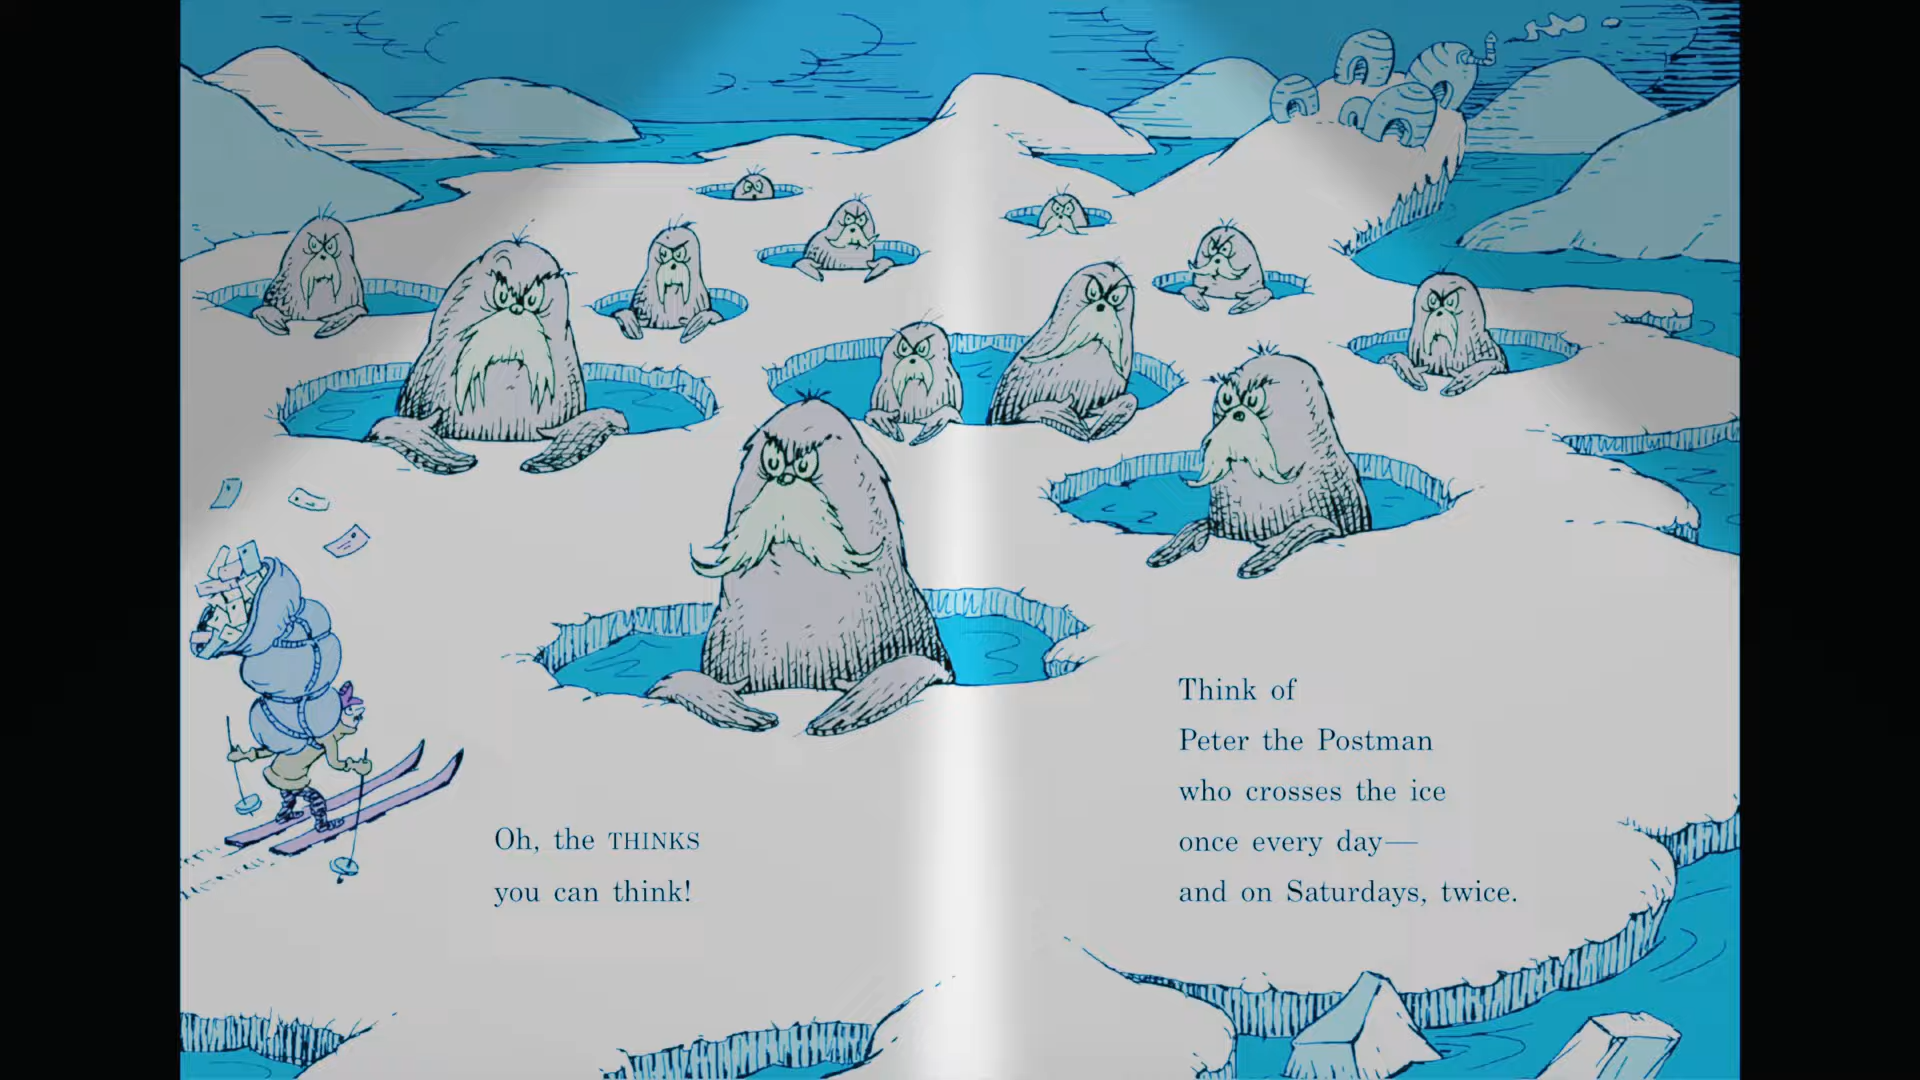 Oh, the THINKS
you can think!
Think of
Peter the Postman
who crosses the ice
once every day—
and on Saturdays, twice.